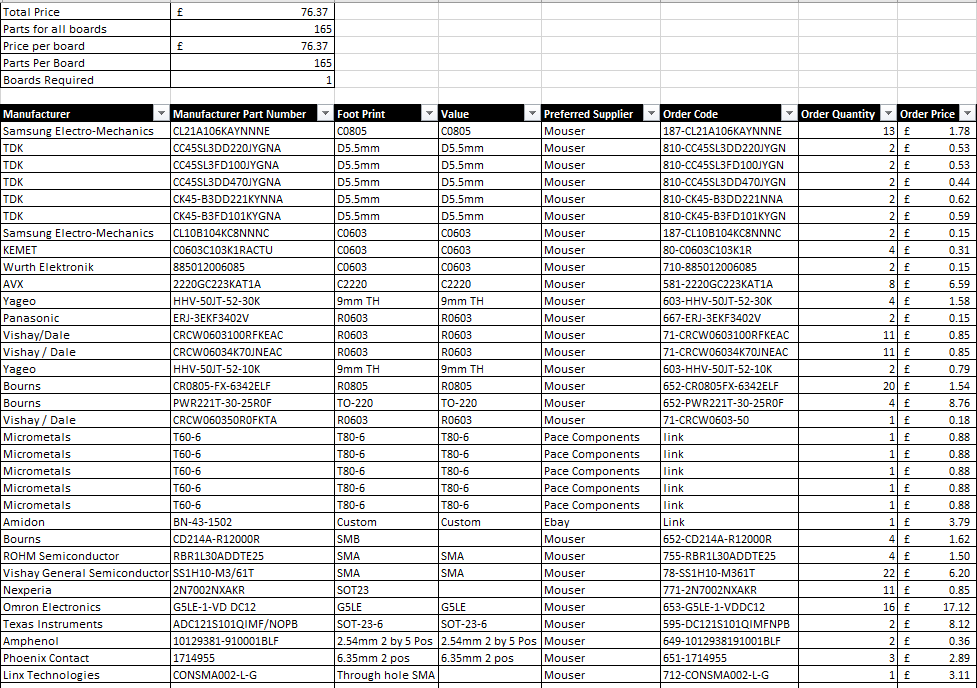 Total Price £ 76.37
Parts for all boards 165
Price per board £ 76.37
Parts Per Board 165
Boards Required 1
Manufacturer Manufacturer Part Number Foot Print Value Preferred Supplier Order Code Order Quantity Order Price
Samsung Electro-Mechanics CL21A106KAYNNNE C0805 C0805 Mouser 187-CL21A106KAYNNNE 13 £ 1.78
TDK CC45SL3DD220JYGNA D5.5mm D5.5mm Mouser 810-CC45SL3DD220JYGN 2 £ 0.53
TDK CC45SL3FD100JYGNA D5.5mm D5.5mm Mouser 810-CC45SL3FD100JYGN 2 £ 0.53
TDK CC45SL3DD470JYGNA D5.5mm D5.5mm Mouser 810-CC45SL3DD470JYGN 2 £ 0.44
TDK CK45-B3DD221KYNNA D5.5mm D5.5mm Mouser 810-CK45-B3DD221NNA 2 £ 0.62
TDK CK45-B3FD101KYGNA D5.5mm D5.5mm Mouser 810-CK45-B3FD101KYGN 2 £ 0.59
Samsung Electro-Mechanics CL10B104KC8NNNC C0603 C0603 Mouser 187-CL10B104KC8NNNC 2 £ 0.15
KEMET C0603C103K1RACTU C0603 C0603 Mouser 80-C0603C103K1R 4 £ 0.31
Wurth Elektronik 885012006085 C0603 C0603 Mouser 710-885012006085 2 £ 0.15
AVX 2220GC223KAT1A C2220 C2220 Mouser 581-2220GC223KAT1A 8 £ 6.59
Yageo HHV-50JT-52-30K 9mm TH 9mm TH Mouser 603-HHV-50JT-52-30K 4 £ 1.58
Panasonic ERJ-3EKF3402V R0603 R0603 Mouser 667-ERJ-3EKF3402V 2 £ 0.15
Vishay/Dale CRCW0603100RFKEAC R0603 R0603 Mouser 71-CRCW0603100RFKEAC 11 £ 0.85
Vishay / Dale CRCW06034K70JNEAC R0603 R0603 Mouser 71-CRCW06034K70JNEAC 11 £ 0.85
Yageo HHV-50JT-52-10K 9mm TH 9mm TH Mouser 603-HHV-50JT-52-10K 2 £ 0.79
Bourns CR0805-FX-6342ELF R0805 R0805 Mouser 652-CR0805FX-6342ELF 20 £ 1.54
Bourns PWR221T-30-25R0F TO-220 TO-220 Mouser 652-PWR221T-30-25R0F 4 £ 8.76
Vishay / Dale CRCW060350R0FKTA R0603 R0603 Mouser 71-CRCW0603-50 1 £ 0.18
Micrometals T60-6 T80-6 T80-6 Pace Components link 1 £ 0.88
Micrometals T60-6 T80-6 T80-6 Pace Components link 1 £ 0.88
Micrometals T60-6 T80-6 T80-6 Pace Components link 1 £ 0.88
Micrometals T60-6 T80-6 T80-6 Pace Components link 1 £ 0.88
Micrometals T60-6 T80-6 T80-6 Pace Components link 1 £ 0.88
Amidon BN-43-1502 Custom Custom Ebay Link 1 £ 3.79
Bourns CD214A-R12000R SMB Mouser 652-CD214A-R12000R 4 £ 1.62
ROHM Semiconductor RBR1L30ADDTE25 SMA SMA Mouser 755-RBR1L30ADDTE25 4 £ 1.50
Vishay General Semiconductor SS1H10-M3/61T SMA SMA Mouser 78-SS1H10-M361T 22 £ 6.20
Nexperia 2N7002NXAKR SOT23 Mouser 771-2N7002NXAKR 11 £ 0.85
Omron Electronics G5LE-1-VD DC12 G5LE G5LE Mouser 653-G5LE-1-VDDC12 16 £ 17.12
Texas Instruments ADC121S101QIMF/NOPB SOT-23-6 SOT-23-6 Mouser 595-DC121S101QIMFNPB 2 £ 8.12
Amphenol 10129381-910001BLF 2.54mm 2 by 5 Pos 2.54mm 2 by 5 Pos Mouser 649-1012938191001BLF 2 £ 0.36
Phoenix Contact 1714955 6.35mm 2 pos 6.35mm 2 pos Mouser 651-1714955 3 £ 2.89
Linx Technologies CONSMA002-L-G Through hole SMA Mouser 712-CONSMA002-L-G 1 £ 3.11